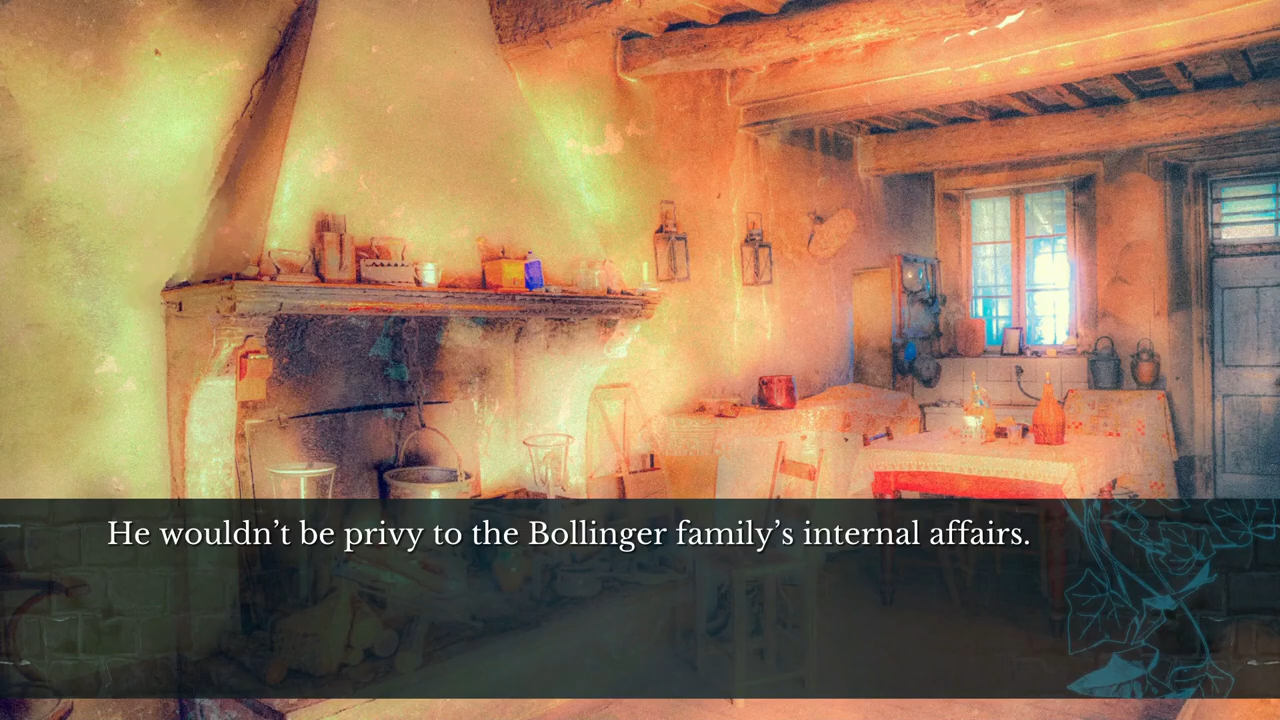 He wouldn’t be privy to the Bollinger family’s internal affairs.